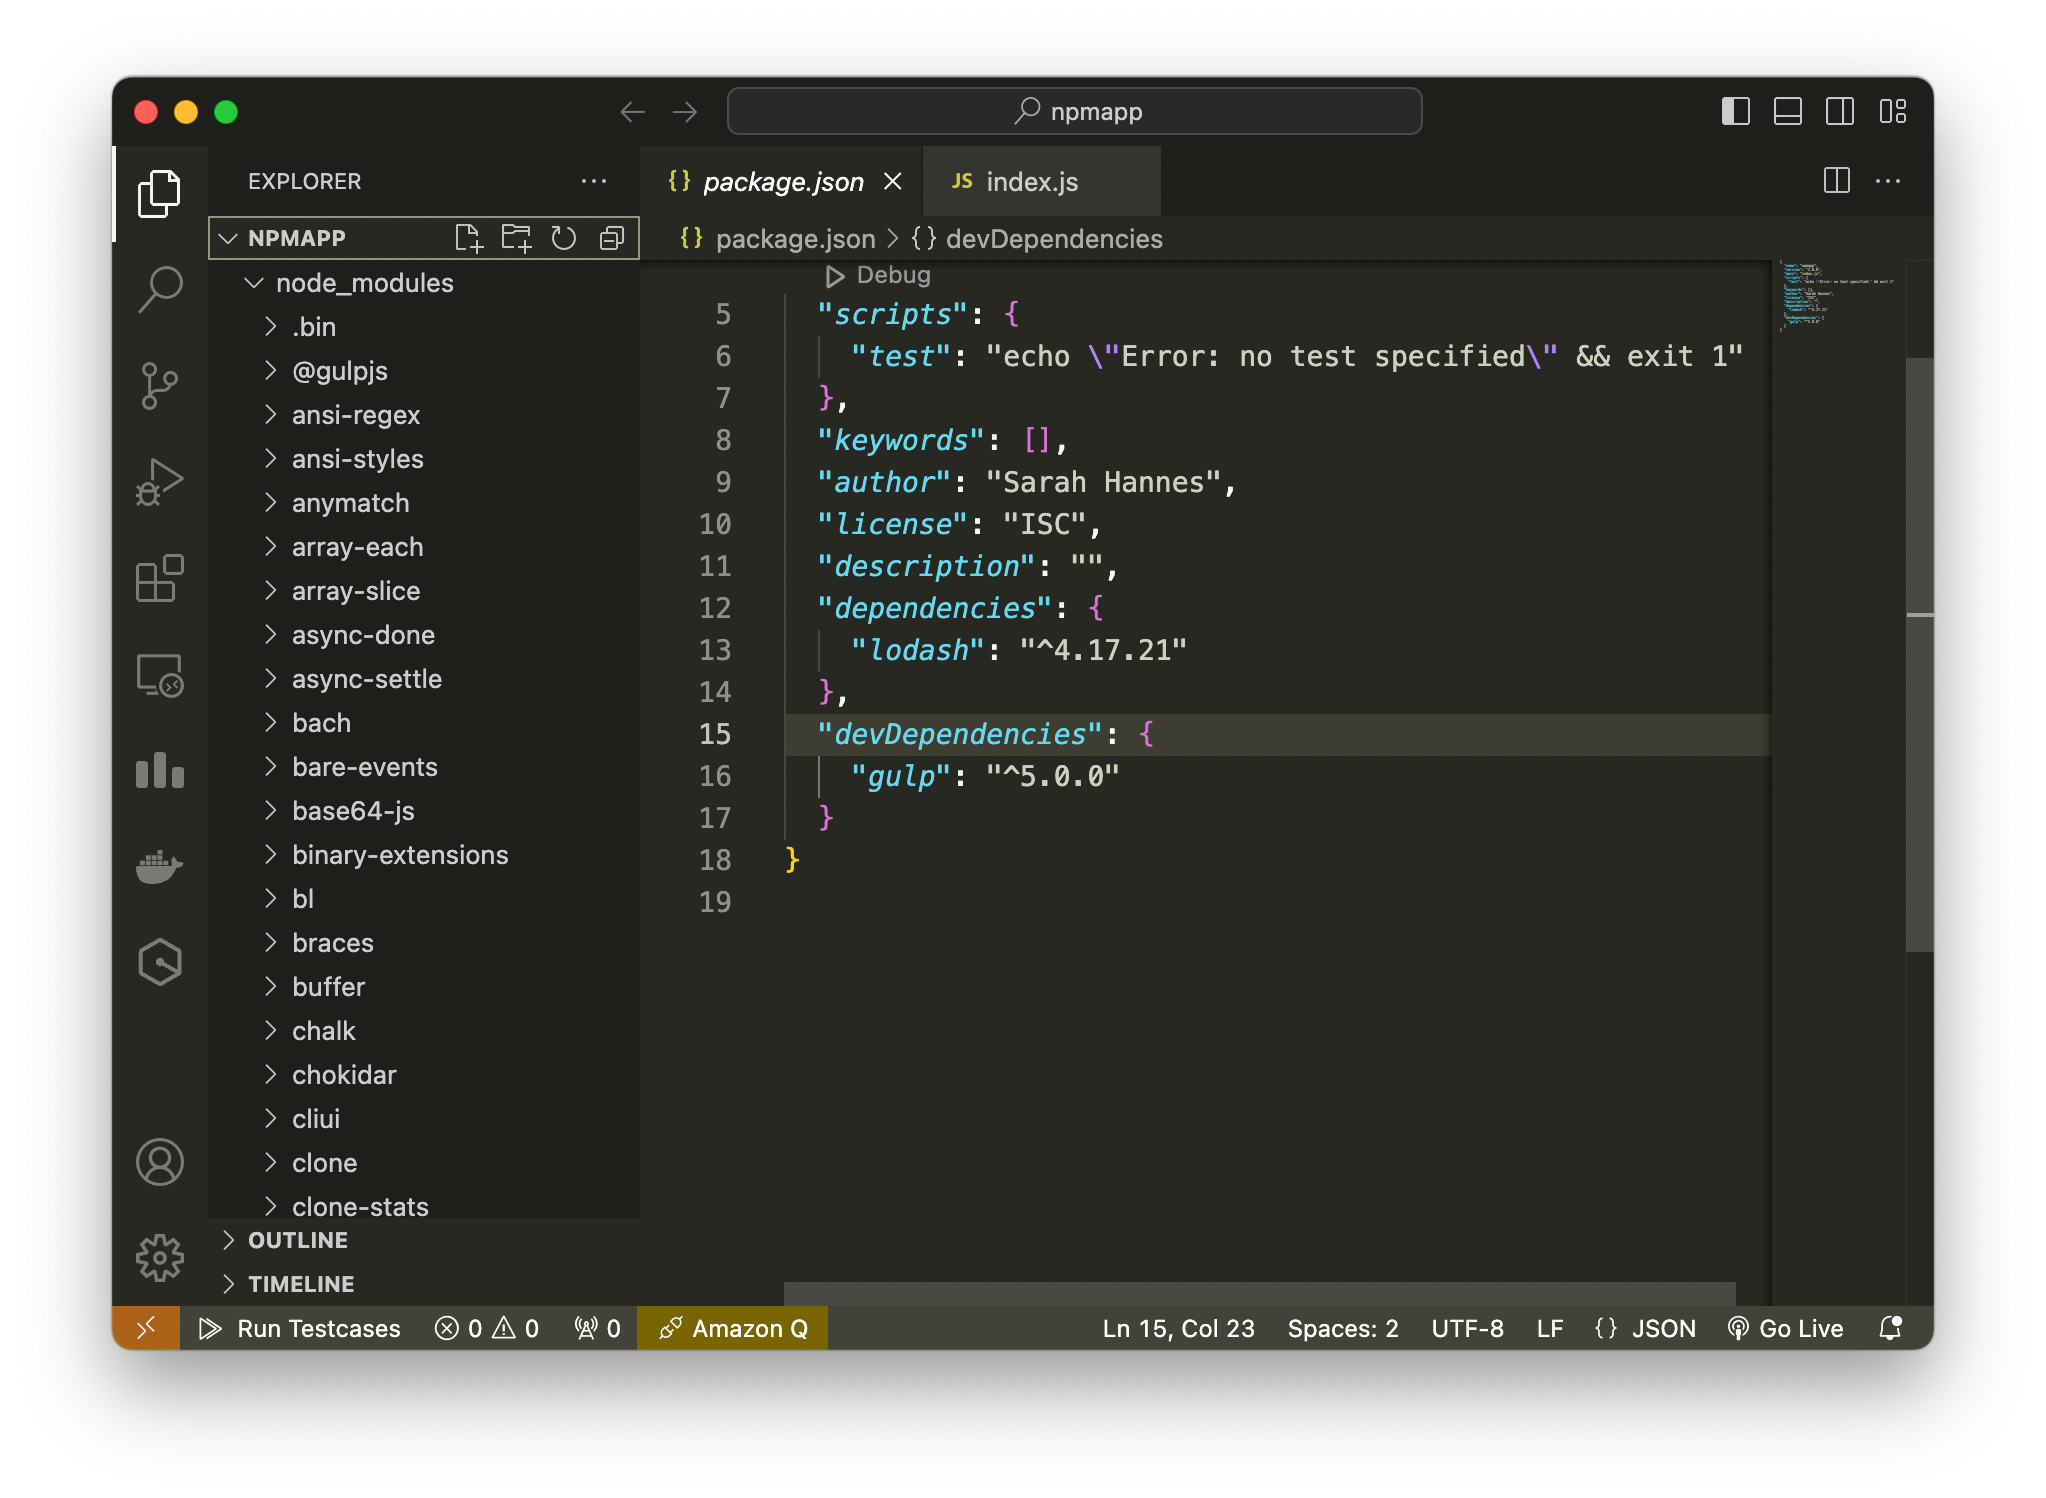 npmapp
EXPLORER
{} package.json
JS index.js
NPMAPP
{} package.json > {} devDependencies
node_modules
.bin
@gulpjs
ansi-regex
ansi-styles
anymatch
array-each
array-slice
async-done
async-settle
bach
bare-events
base64-js
binary-extensions
bl
braces
buffer
chalk
chokidar
cliui
clone
clone-stats
OUTLINE
TIMELINE
Debug
5 "scripts": {
6 "test": "echo \"Error: no test specified\" && exit 1"
7 },
8 "keywords": [],
9 "author": "Sarah Hannes",
10 "license": "ISC",
11 "description": "",
12 "dependencies": {
13 "lodash": "^4.17.21"
14 },
15 "devDependencies": {
16 "gulp": "^5.0.0"
17 }
18 }
19
Run Testcases 0 0 0 Amazon Q Ln 15, Col 23 Spaces: 2 UTF-8 LF {} JSON Go Live